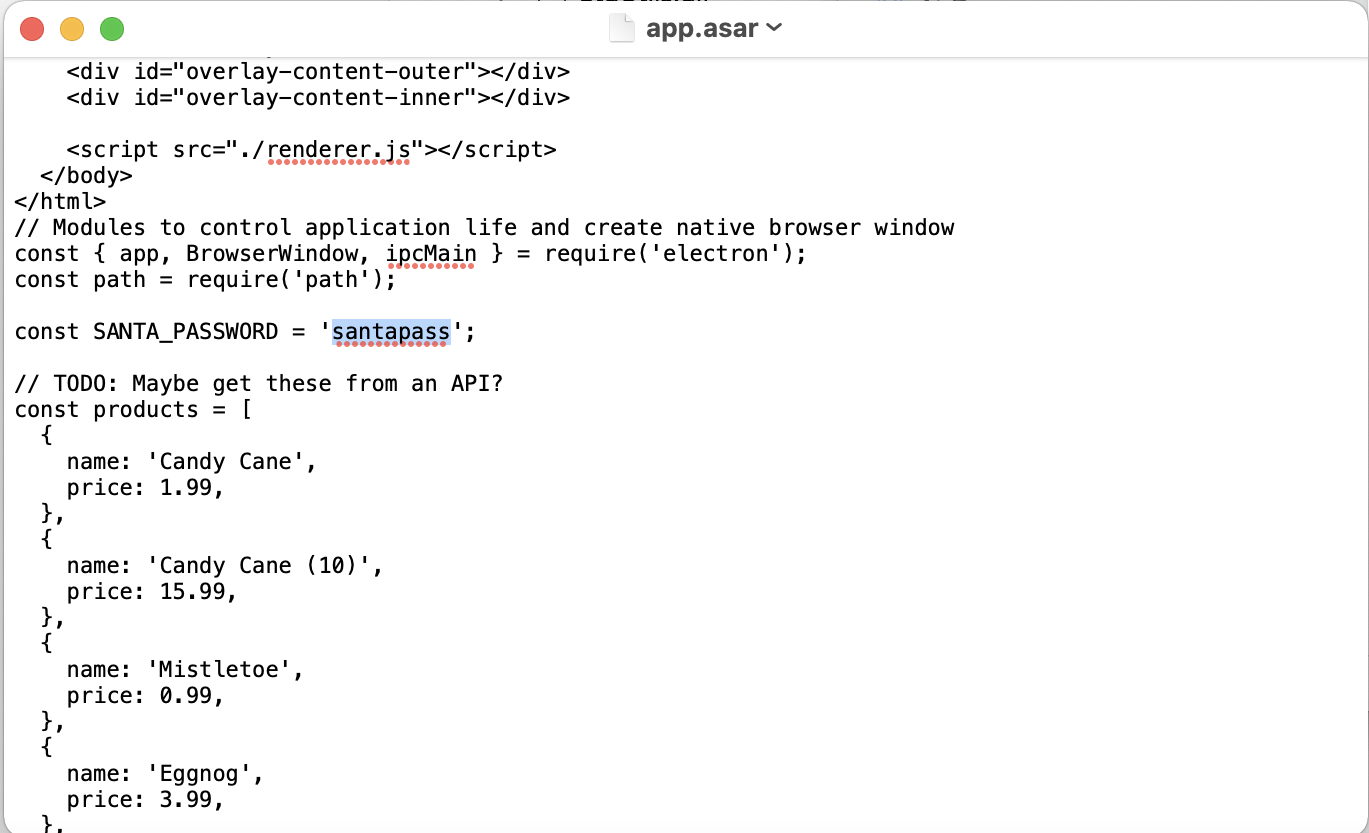 app.asar
<div id="overlay-content-outer"></div>
<div id="overlay-content-inner"></div>
<script src="./renderer.js"></script>
</body>
</html>
// Modules to control application life and create native browser window
const { app, BrowserWindow, ipcMain } = require('electron');
const path = require('path');
const SANTA_PASSWORD = 'santapass';
// TODO: Maybe get these from an API?
const products = [
{
name: 'Candy Cane',
price: 1.99,
},
{
name: 'Candy Cane (10)',
price: 15.99,
},
{
name: 'Mistletoe',
price: 0.99,
},
{
name: 'Eggnog',
price: 3.99,
},